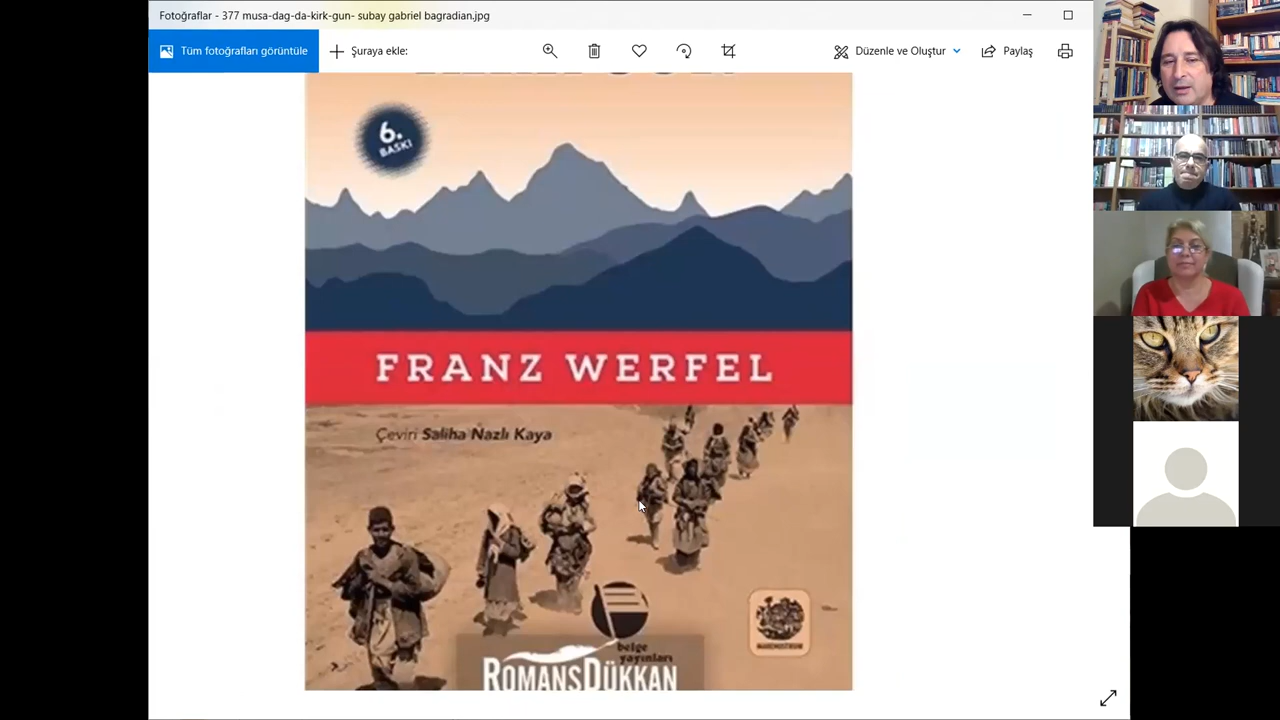 Fotoğraflar - 377 musa-dag-da-kirk-gun- subay gabriel bagradian.jpg
Tüm fotoğrafları görüntüle
Şuraya ekle:
Düzenle ve Oluştur
Paylaş
6.
BASKI
FRANZ WERFEL
Çeviri Saliha Nazlı Kaya
belge
yayınları
MARENOSTRUM
ROMANSDÜKKAN